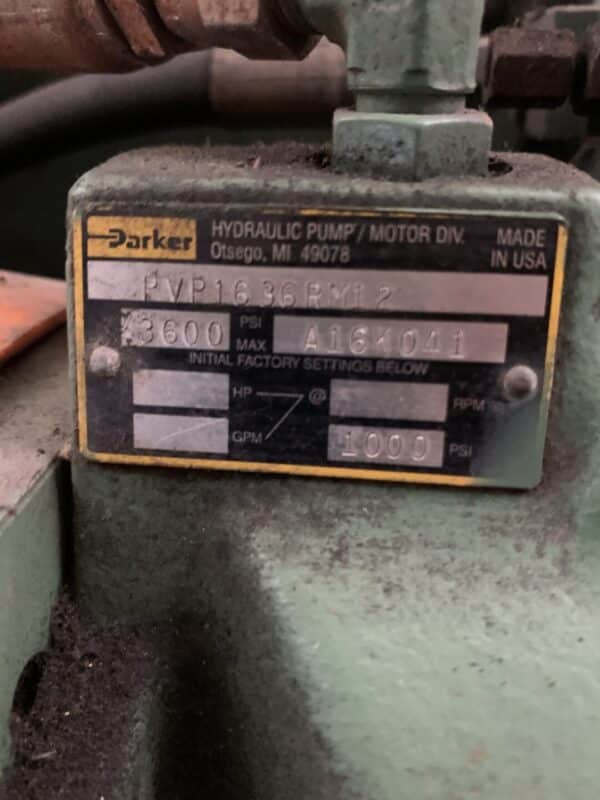 Parker
HYDRAULIC PUMP / MOTOR DIV.
Otsego, MI 49078
MADE
IN USA
PVP1636RM12
3600 PSI
MAX
A16K041
INITIAL FACTORY SETTINGS BELOW
HP @ RPM
GPM 1000 PSI